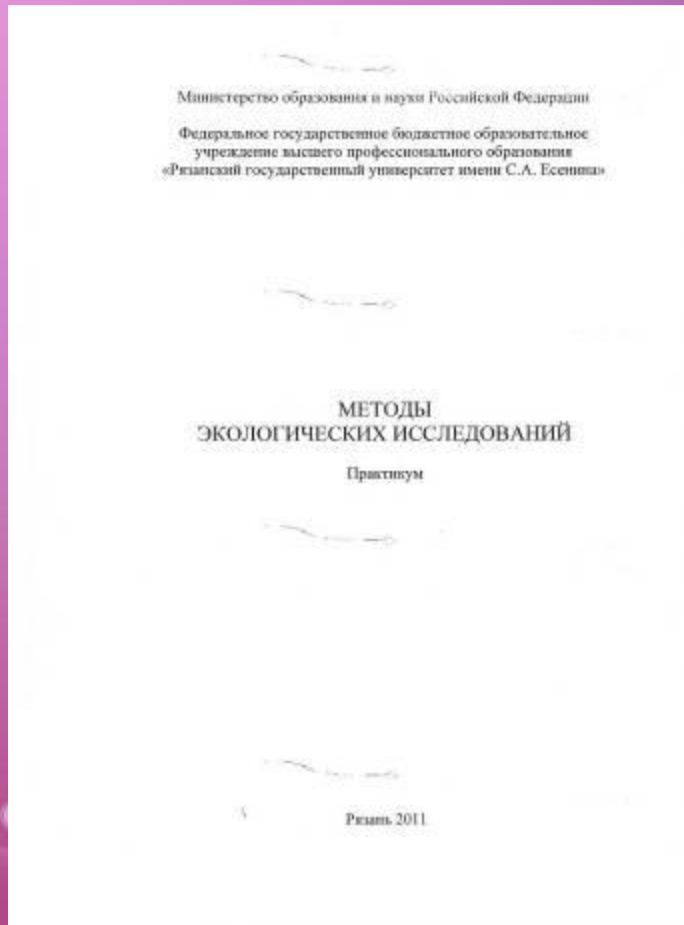 Министерство образования и науки Российской Федерации
Федеральное государственное бюджетное образовательное
учреждение высшего профессионального образования
«Рязанский государственный университет имени С.А. Есенина»
МЕТОДЫ
ЭКОЛОГИЧЕСКИХ ИССЛЕДОВАНИЙ
Практикум
Рязань 2011